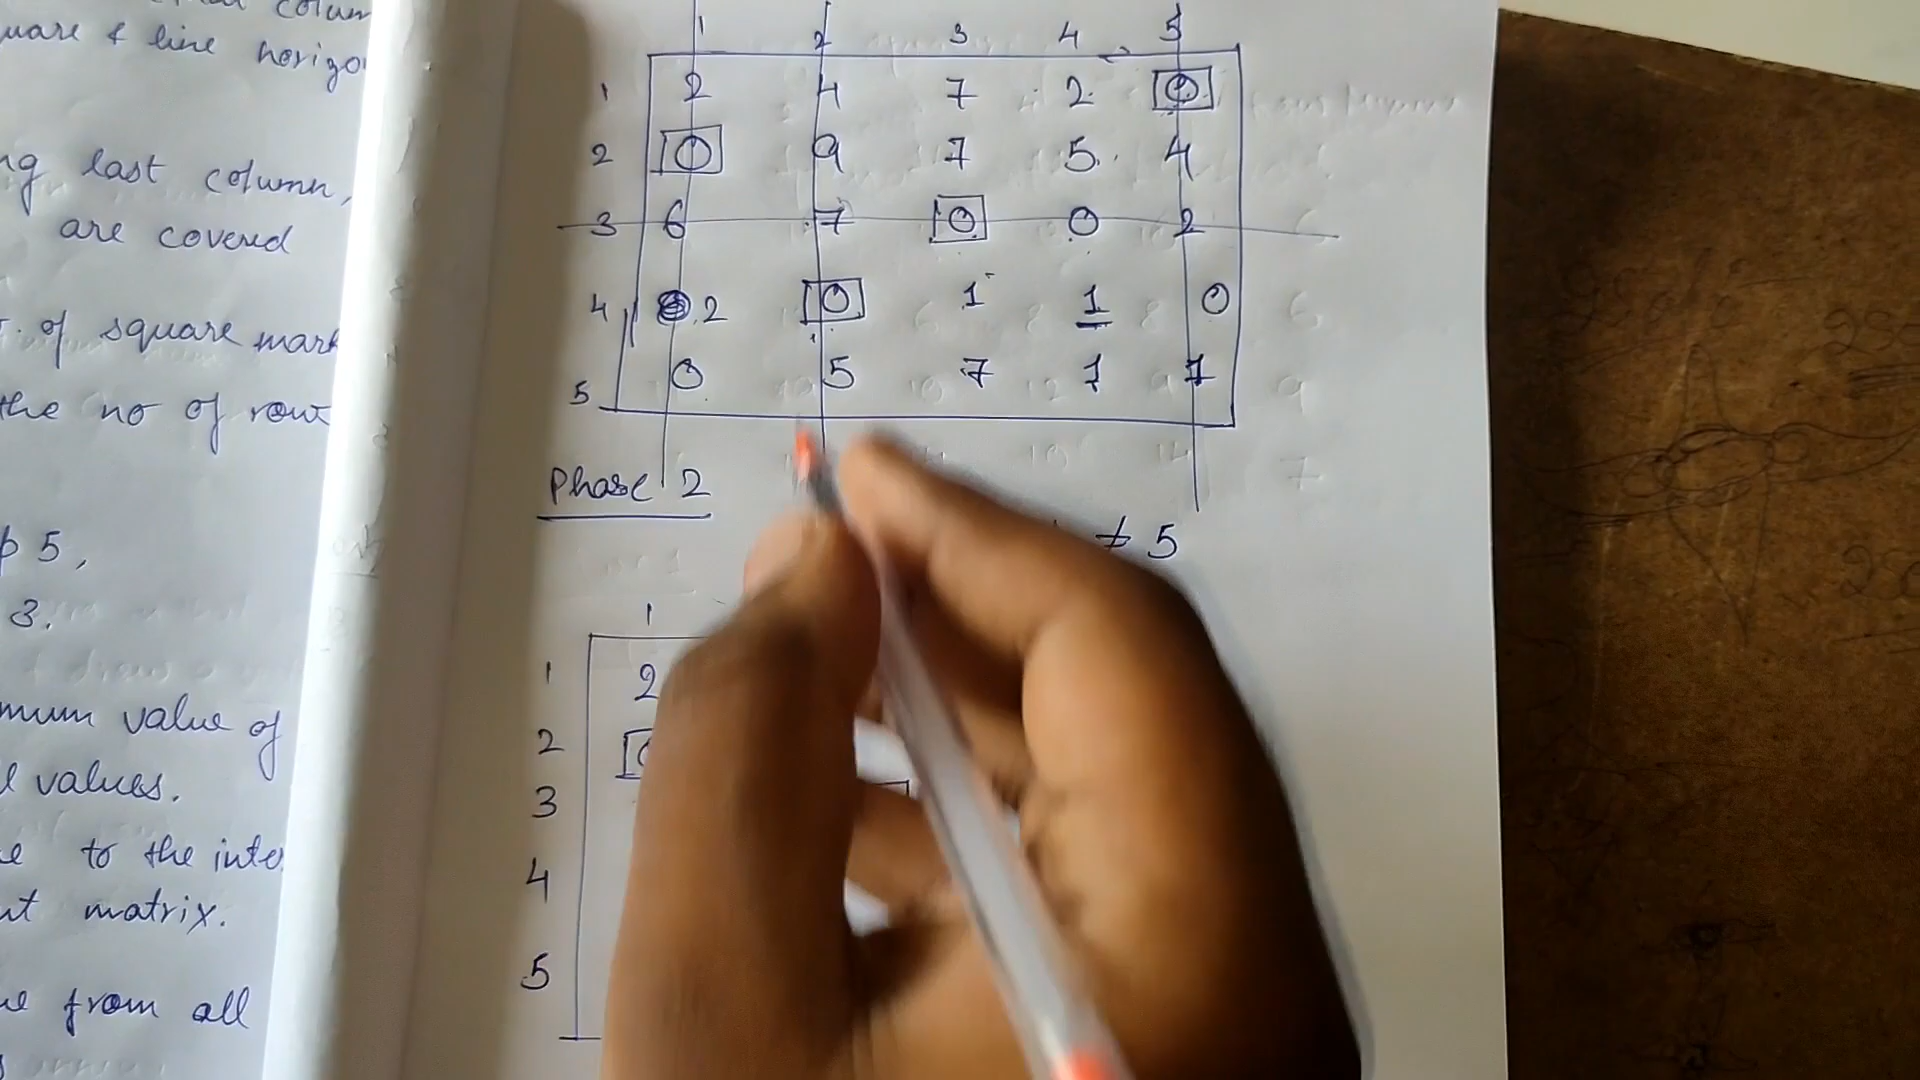 colum
uare & line horizo
ng last column,
are covered
of square mark
the no of row
p 5,
3.
mum value of
l values.
e to the inte
nt matrix.
e from all
1 2 3 4 5
1 2 4 7 2 0
2 0 9 7 5 4
3 6 7 0 0 2
4 2 0 1 1 0
5 0 5 7 1 7
Phase 2
≠ 5
1
1 2
2
3
4
5